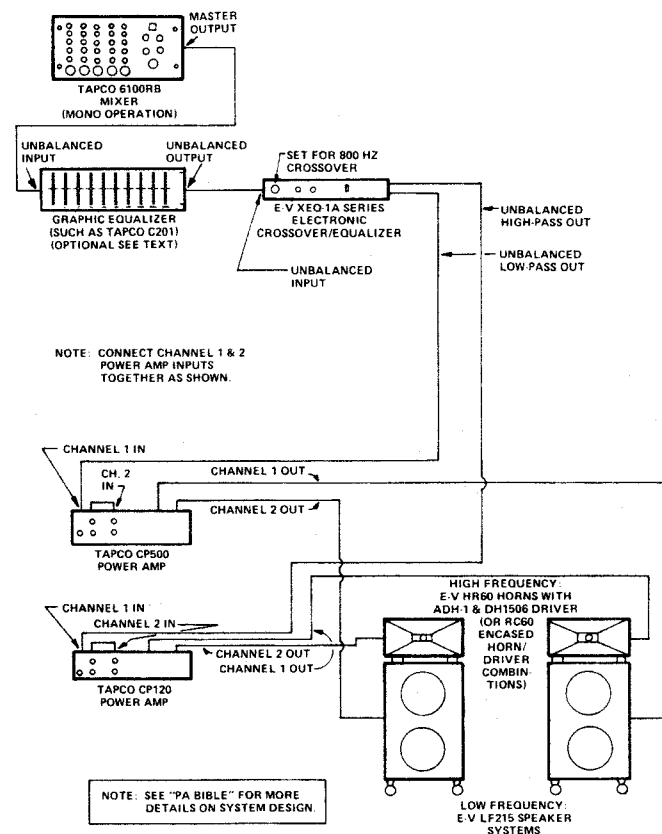 MASTER
OUTPUT
TAPCO 6100RB
MIXER
(MONO OPERATION)
UNBALANCED
INPUT
UNBALANCED
OUTPUT
SET FOR 800 HZ
CROSSOVER
GRAPHIC EQUALIZER
(SUCH AS TAPCO C201)
(OPTIONAL SEE TEXT)
E-V XEQ-1A SERIES
ELECTRONIC
CROSSOVER/EQUALIZER
UNBALANCED
INPUT
UNBALANCED
HIGH-PASS OUT
UNBALANCED
LOW-PASS OUT
NOTE: CONNECT CHANNEL 1 & 2
POWER AMP INPUTS
TOGETHER AS SHOWN.
CHANNEL 1 IN
CH. 2
IN
CHANNEL 1 OUT
CHANNEL 2 OUT
TAPCO CP500
POWER AMP
CHANNEL 1 IN
CHANNEL 2 IN
CHANNEL 2 OUT
CHANNEL 1 OUT
TAPCO CP120
POWER AMP
HIGH FREQUENCY:
E-V HR60 HORNS WITH
ADH-1 & DH1506 DRIVER
(OR RC60
ENCASED
HORN/
DRIVER
COMBIN-
TIONS)
NOTE: SEE "PA BIBLE" FOR MORE
DETAILS ON SYSTEM DESIGN.
LOW FREQUENCY:
E-V LF215 SPEAKER
SYSTEMS